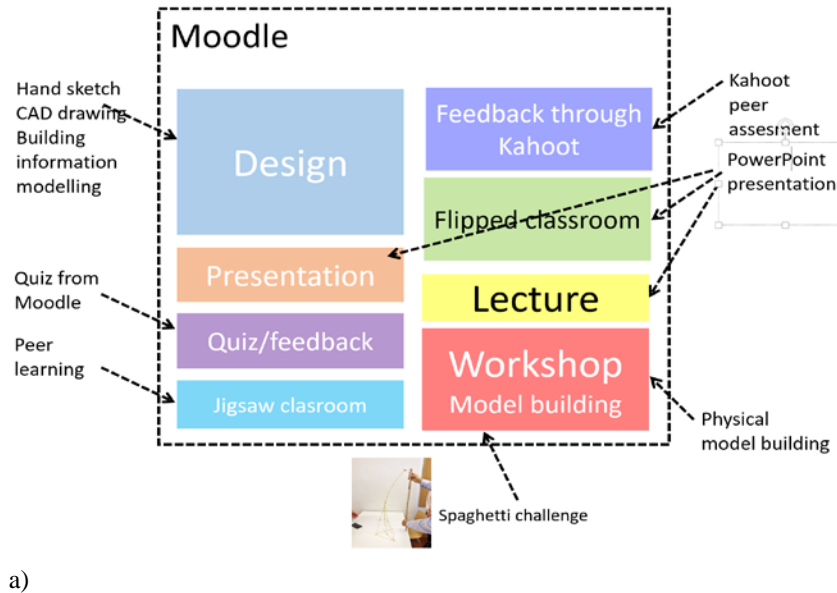 Moodle
Hand sketch
CAD drawing
Building
information
modelling
Design
Presentation
Quiz from
Moodle
Quiz/feedback
Peer
learning
Jigsaw clasroom
Feedback through
Kahoot
Kahoot
peer
assesment
PowerPoint
presentation
Flipped classroom
Lecture
Workshop
Model building
Physical
model building
Spaghetti challenge
a)